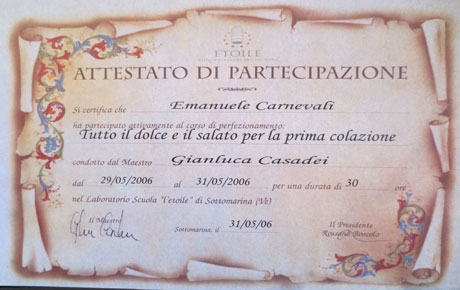 ETOILE
ATTESTATO DI PARTECIPAZIONE
Si certifica che Emanuele Carnevali
ha partecipato attivamente al corso di perfezionamento:
Tutto il dolce e il salato per la prima colazione
condotto dal Maestro Gianluca Casadei
dal 29/05/2006 al 31/05/2006 per una durata di 30 ore
nel Laboratorio Scuola "l'etoile" di Sottomarina (Ve)
Il Maestro
Sottomarina, il 31/05/06
Il Presidente
Rossano Boscolo